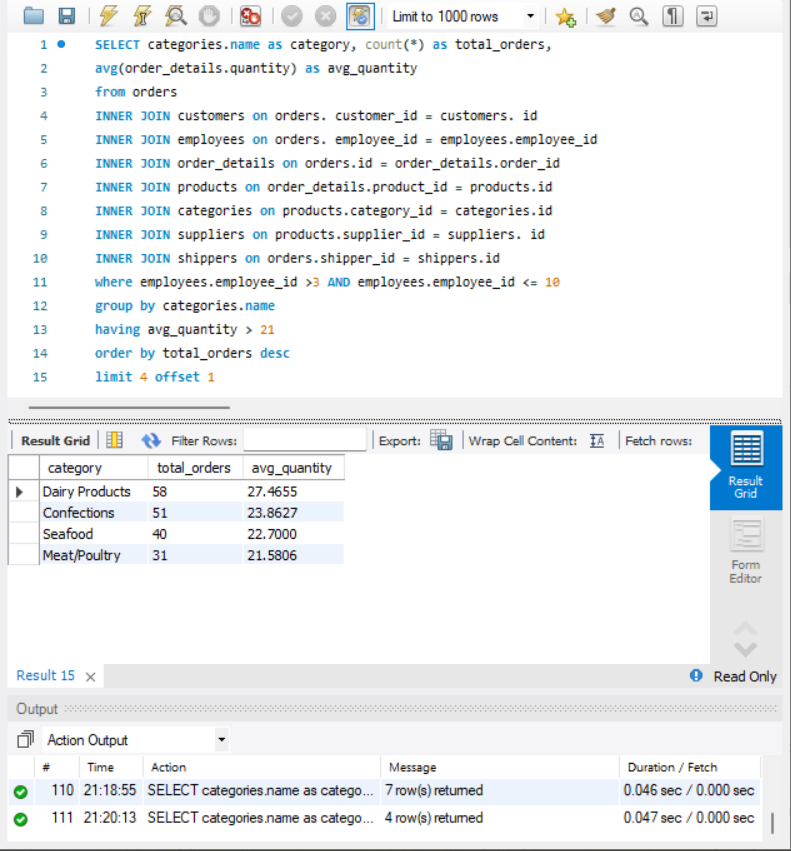 Limit to 1000 rows
1 SELECT categories.name as category, count(*) as total_orders,
2 avg(order_details.quantity) as avg_quantity
3 from orders
4 INNER JOIN customers on orders. customer_id = customers. id
5 INNER JOIN employees on orders. employee_id = employees.employee_id
6 INNER JOIN order_details on orders.id = order_details.order_id
7 INNER JOIN products on order_details.product_id = products.id
8 INNER JOIN categories on products.category_id = categories.id
9 INNER JOIN suppliers on products.supplier_id = suppliers. id
10 INNER JOIN shippers on orders.shipper_id = shippers.id
11 where employees.employee_id >3 AND employees.employee_id <= 10
12 group by categories.name
13 having avg_quantity > 21
14 order by total_orders desc
15 limit 4 offset 1
Result Grid Filter Rows: Export: Wrap Cell Content: IA Fetch rows:
category total_orders avg_quantity
Dairy Products 58 27.4655
Confections 51 23.8627
Seafood 40 22.7000
Meat/Poultry 31 21.5806
Result
Grid
Form
Editor
Result 15 Read Only
Output
Action Output
# Time Action Message Duration / Fetch
110 21:18:55 SELECT categories.name as catego... 7 row(s) returned 0.046 sec / 0.000 sec
111 21:20:13 SELECT categories.name as catego... 4 row(s) returned 0.047 sec / 0.000 sec